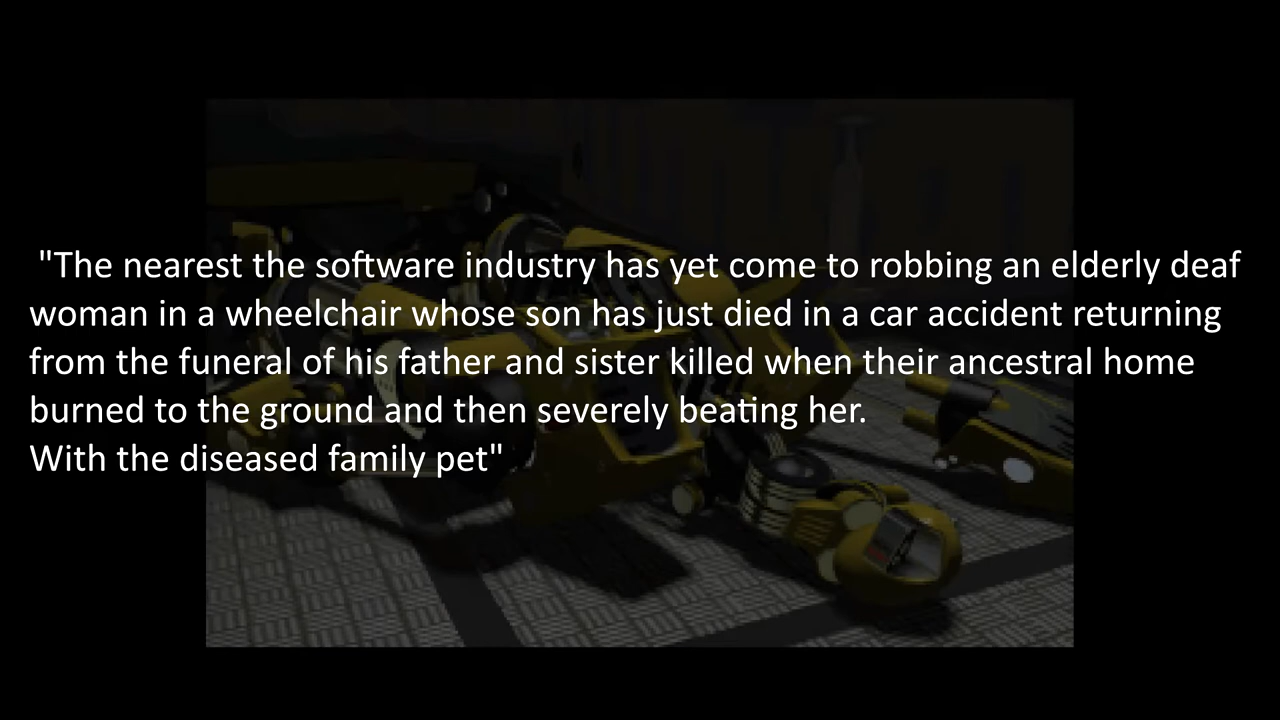 "The nearest the software industry has yet come to robbing an elderly deaf
woman in a wheelchair whose son has just died in a car accident returning
from the funeral of his father and sister killed when their ancestral home
burned to the ground and then severely beating her.
With the diseased family pet"